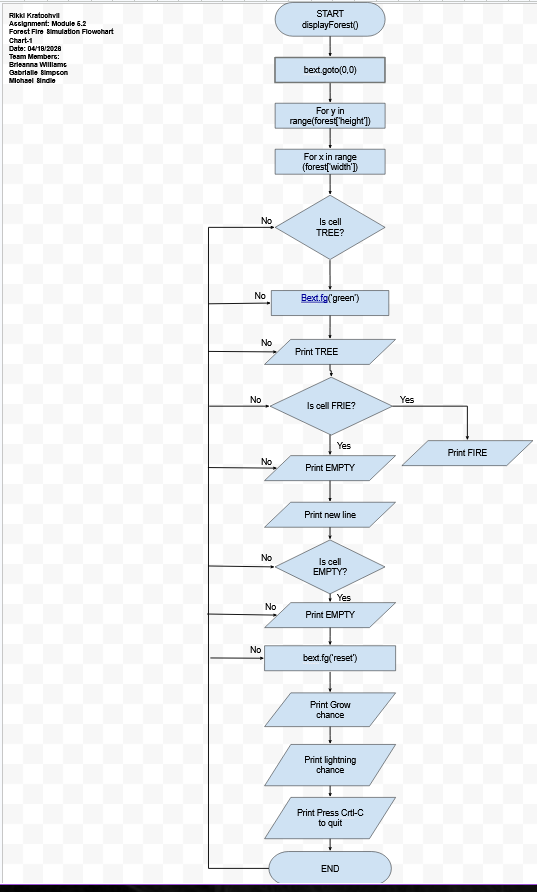 Rikki Kratochvil
Assignment: Module 5.2
Forest Fire Simulation Flowchart
Chart-1
Date: 04/19/2026
Team Members:
Brieanna Williams
Gabrialle Simpson
Michael Sindle
START
displayForest()
bext.goto(0,0)
For y in
range(forest['height'])
For x in range
(forest['width'])
Is cell
TREE?
No
Bext.fg('green')
No
Print TREE
No
Is cell FRIE?
No
Yes
Print FIRE
Yes
Print EMPTY
No
Print new line
Is cell
EMPTY?
No
Yes
Print EMPTY
No
bext.fg('reset')
No
Print Grow
chance
Print lightning
chance
Print Press Crtl-C
to quit
END